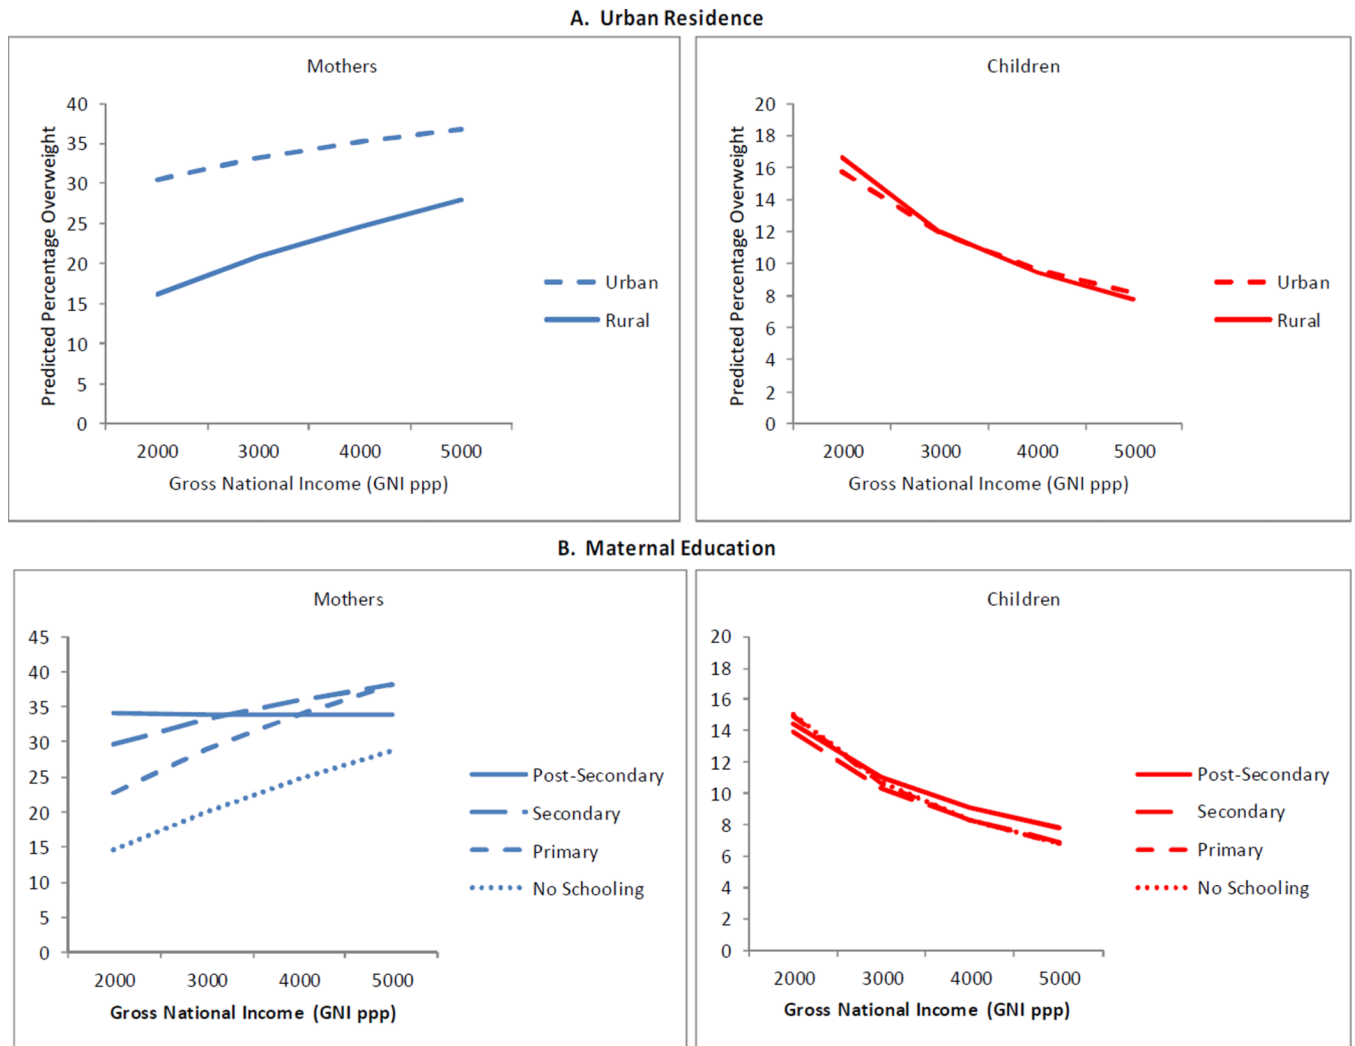 A. Urban Residence
Mothers
Predicted Percentage Overweight
40
35
30
25
20
15
10
5
0
2000 3000 4000 5000
Gross National Income (GNI ppp)
Urban
Rural
Children
Predicted Percentage Overweight
20
18
16
14
12
10
8
6
4
2
0
2000 3000 4000 5000
Gross National Income (GNI ppp)
Urban
Rural
B. Maternal Education
Mothers
45
40
35
30
25
20
15
10
5
0
2000 3000 4000 5000
Gross National Income (GNI ppp)
Post-Secondary
Secondary
Primary
No Schooling
Children
20
18
16
14
12
10
8
6
4
2
0
2000 3000 4000 5000
Gross National Income (GNI ppp)
Post-Secondary
Secondary
Primary
No Schooling